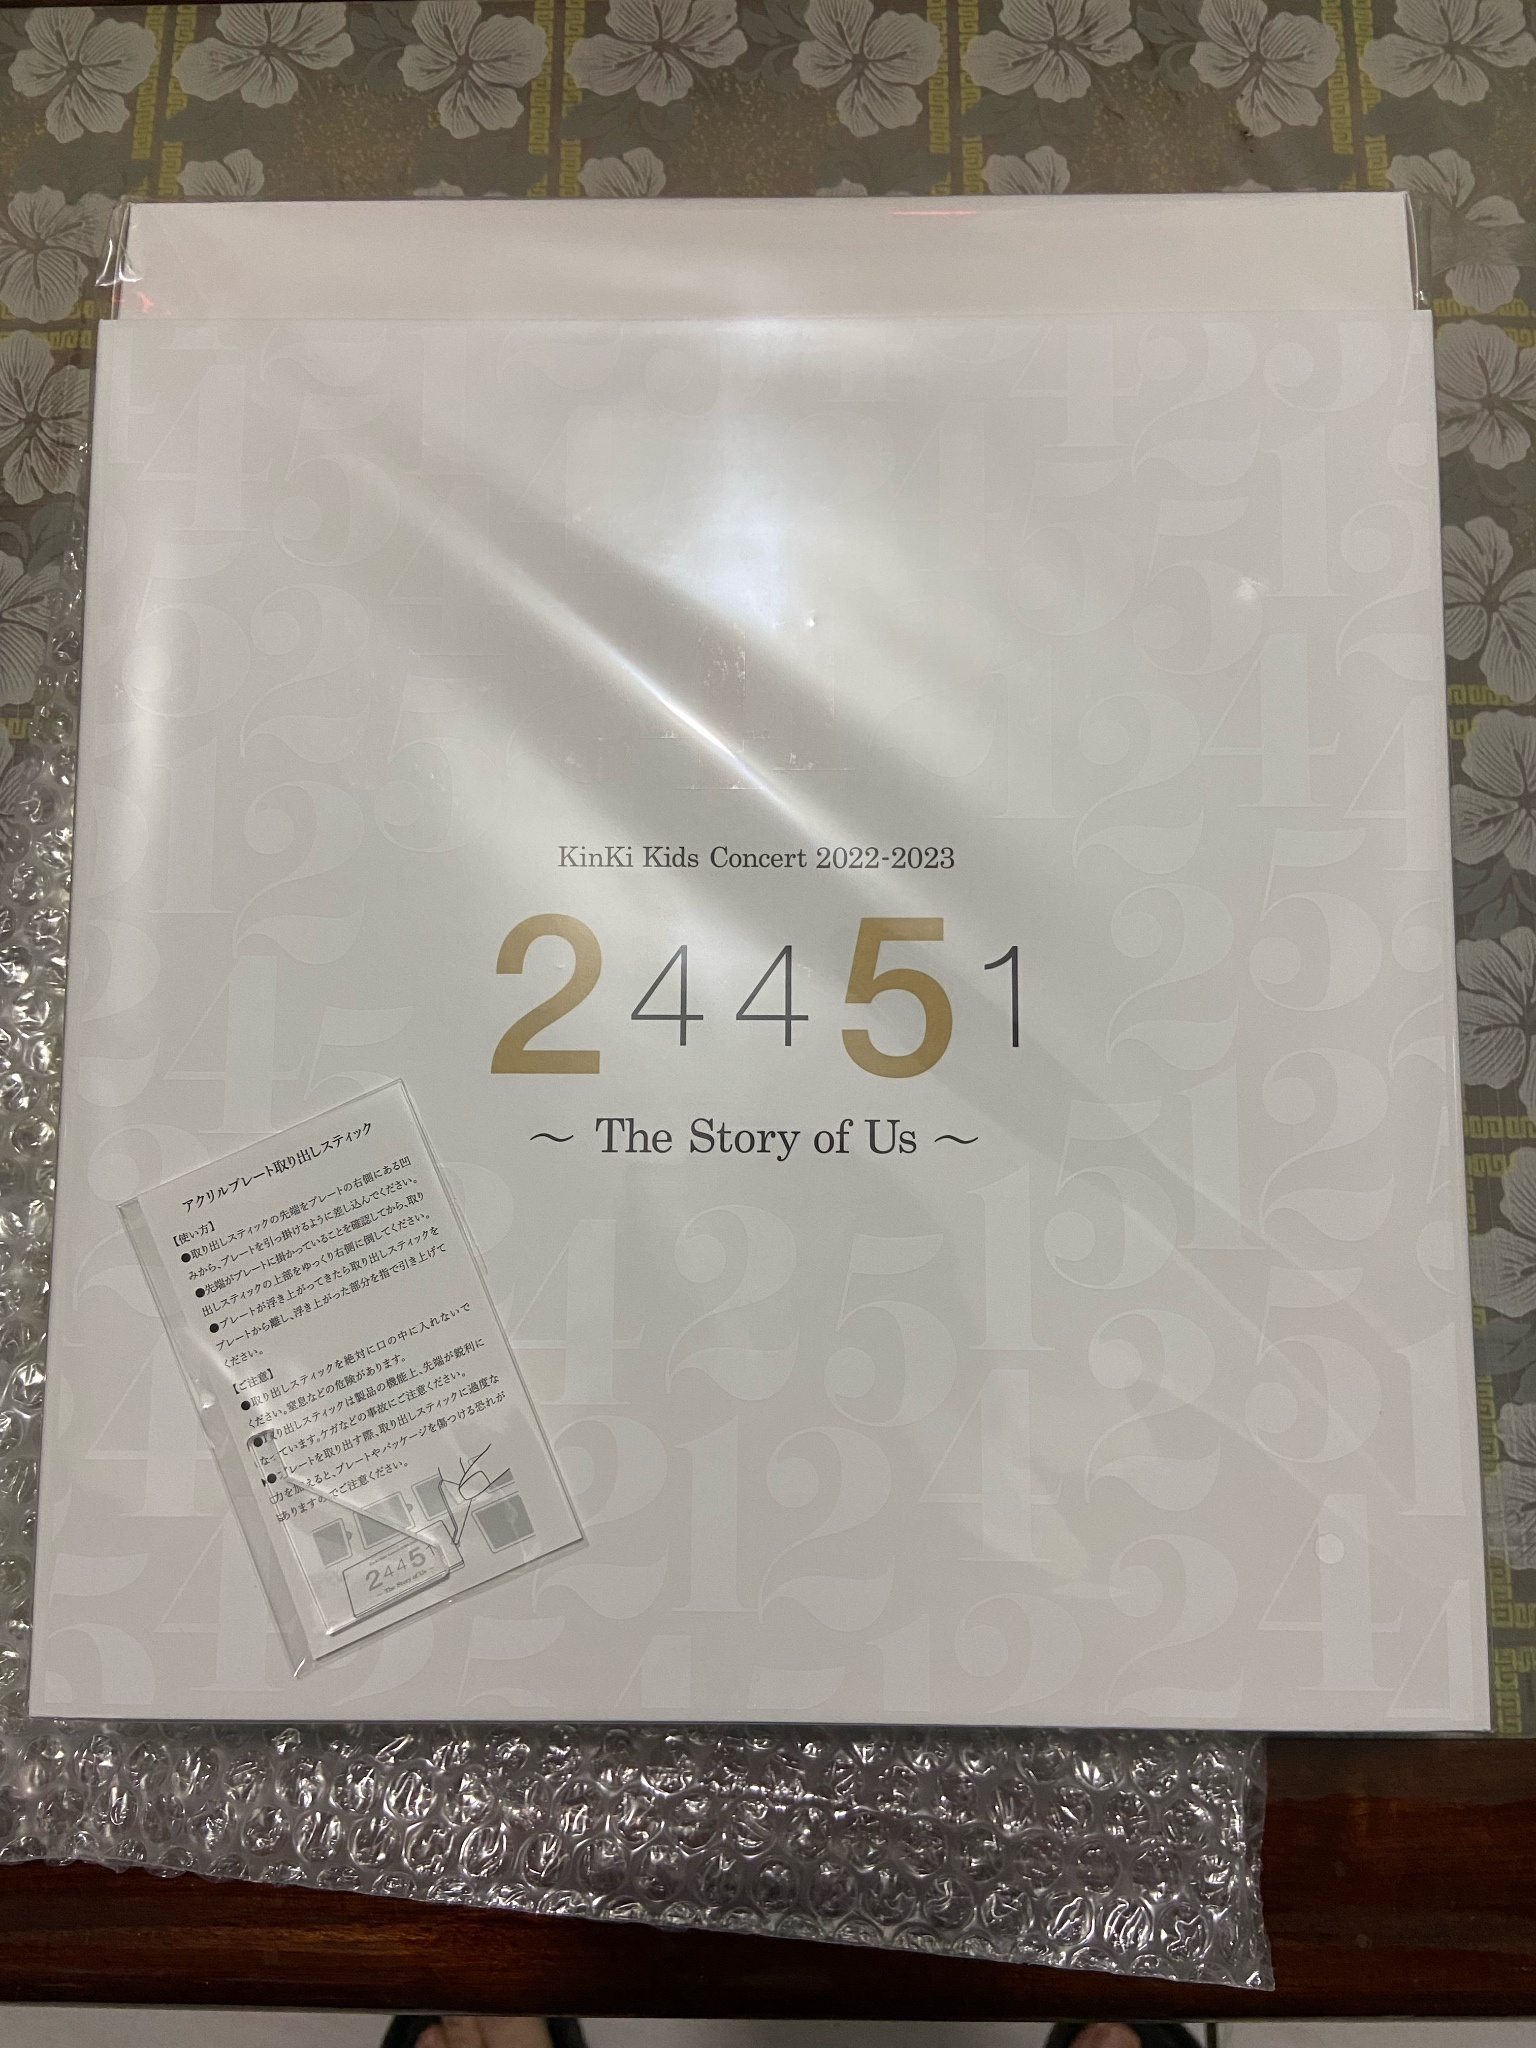 KinKi Kids Concert 2022-2023
24451
～ The Story of Us ～
アクリルプレート取り出しスティック
【使い方】
●取り出しスティックの先端をプレートの右側にある凹
みから、プレートを引っ掛けるように差し込んでください。
●先端がプレートに掛かっていることを確認してから、取り
出しスティックの上部をゆっくり右側に倒してください。
●プレートが浮き上がってきたら取り出しスティックを
プレートから離し、浮き上がった部分を指で引き上げて
ください。
【ご注意】
●取り出しスティックを絶対に口の中に入れないで
ください。窒息などの危険があります。
●取り出しスティックは製品の機能上、先端が鋭利に
なっています。ケガなどの事故にご注意ください。
●プレートを取り出す際、取り出しスティックに過度な
力を加えると、プレートやパッケージを傷つける恐れが
ありますのでご注意ください。
24451
～ The Story of Us ～